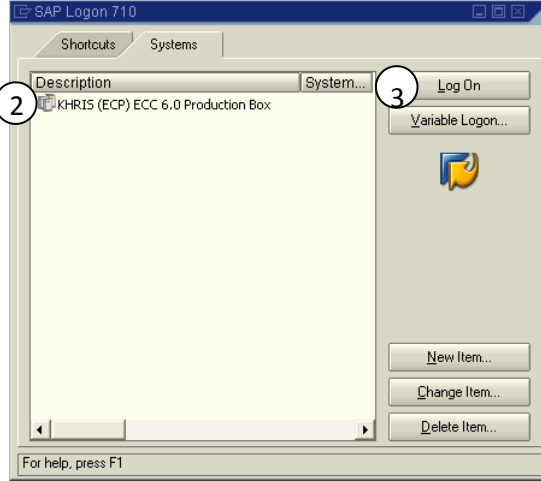 SAP Logon 710
Shortcuts Systems
Description System...
2 KHRIS (ECP) ECC 6.0 Production Box
3 Log On
Variable Logon...
New Item...
Change Item...
Delete Item...
For help, press F1